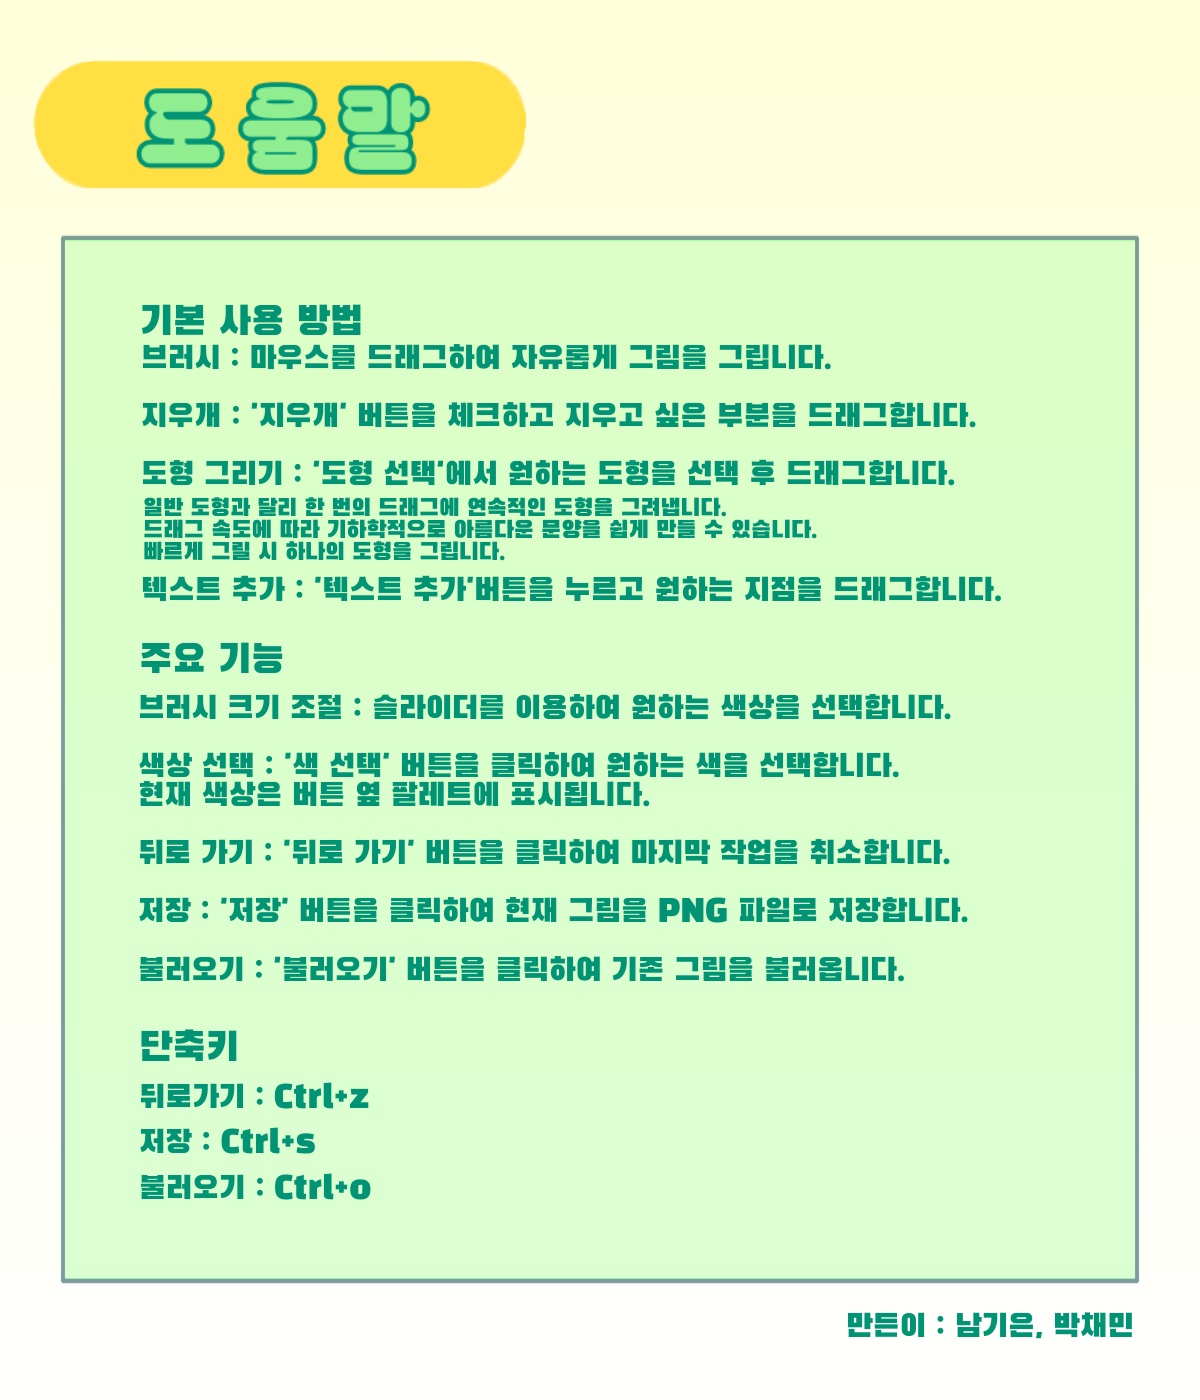 도움말
기본 사용 방법
브러시 : 마우스를 드래그하여 자유롭게 그림을 그립니다.
지우개 : '지우개' 버튼을 체크하고 지우고 싶은 부분을 드래그합니다.
도형 그리기 : '도형 선택'에서 원하는 도형을 선택 후 드래그합니다.
일반 도형과 달리 한 번의 드래그에 연속적인 도형을 그려냅니다.
드래그 속도에 따라 기하학적으로 아름다운 문양을 쉽게 만들 수 있습니다.
빠르게 그릴 시 하나의 도형을 그립니다.
텍스트 추가 : '텍스트 추가'버튼을 누르고 원하는 지점을 드래그합니다.
주요 기능
브러시 크기 조절 : 슬라이더를 이용하여 원하는 색상을 선택합니다.
색상 선택 : '색 선택' 버튼을 클릭하여 원하는 색을 선택합니다.
현재 색상은 버튼 옆 팔레트에 표시됩니다.
뒤로 가기 : '뒤로 가기' 버튼을 클릭하여 마지막 작업을 취소합니다.
저장 : '저장' 버튼을 클릭하여 현재 그림을 PNG 파일로 저장합니다.
불러오기 : '불러오기' 버튼을 클릭하여 기존 그림을 불러옵니다.
단축키
뒤로가기 : Ctrl+z
저장 : Ctrl+s
불러오기 : Ctrl+o
만든이 : 남기은, 박채민